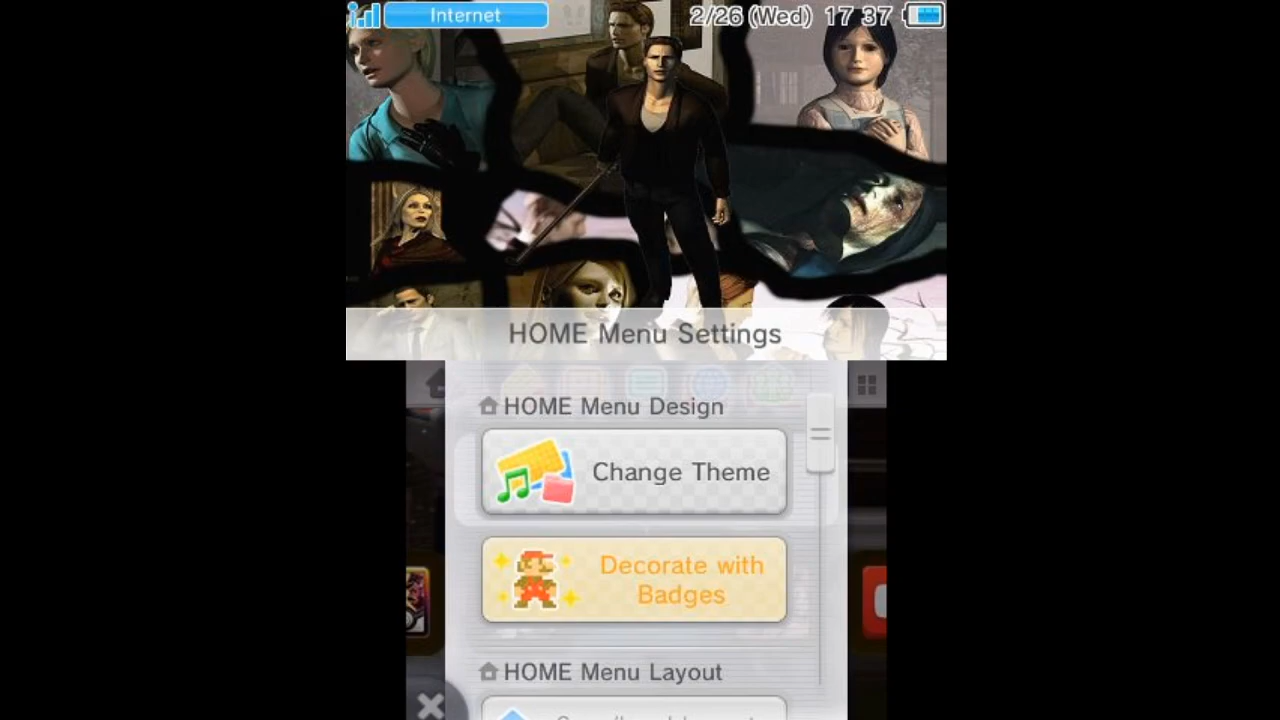 Internet
2/26 (Wed) 17 37
HOME Menu Settings
HOME Menu Design
Change Theme
Decorate with
Badges
HOME Menu Layout